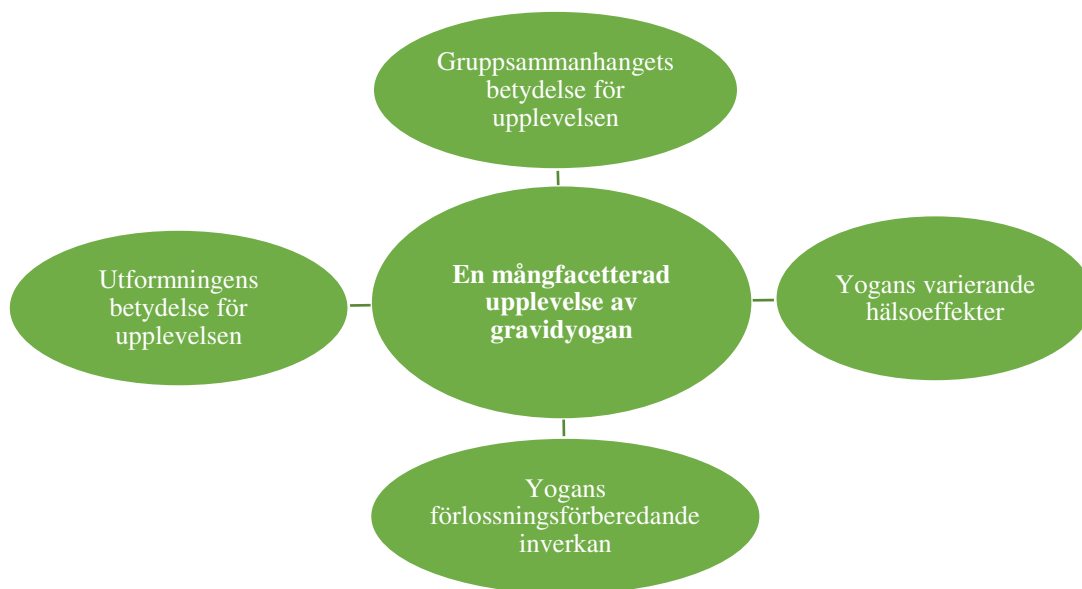 Gruppsammanhangets
betydelse för
upplevelsen
Utformningens
betydelse för
upplevelsen
En mångfacetterad
upplevelse av
gravidyogan
Yogans varierande
hälsoeffekter
Yogans
förlossningsförberedande
inverkan